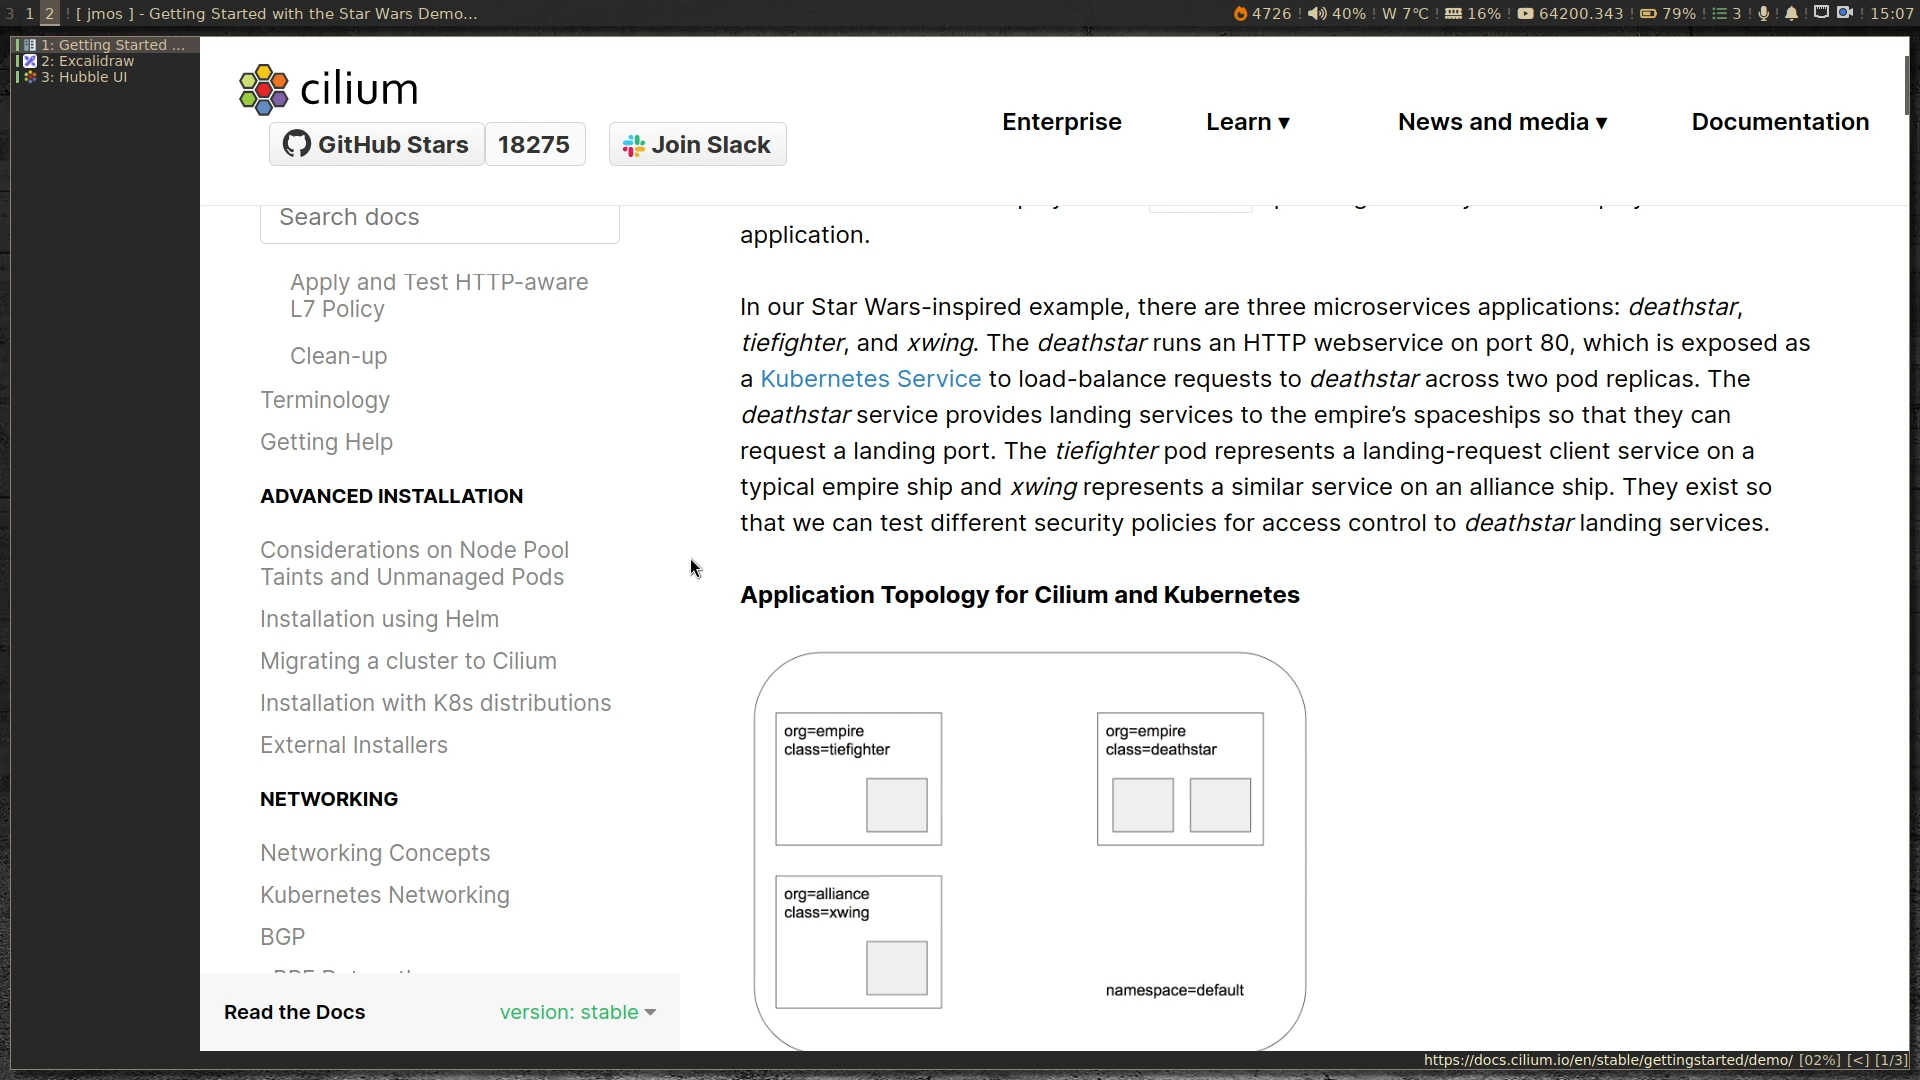 3 1 2 ! [ jmos ] - Getting Started with the Star Wars Demo...
4726 ! 40% ! W 7℃ ! 16% ! 64200.343 ! 79% ! 3 ! ! ! ! 15:07
1: Getting Started ...
2: Excalidraw
3: Hubble UI
cilium
GitHub Stars 18275 Join Slack
Enterprise Learn ▾ News and media ▾ Documentation
Search docs
Apply and Test HTTP-aware
L7 Policy
Clean-up
Terminology
Getting Help
ADVANCED INSTALLATION
Considerations on Node Pool
Taints and Unmanaged Pods
Installation using Helm
Migrating a cluster to Cilium
Installation with K8s distributions
External Installers
NETWORKING
Networking Concepts
Kubernetes Networking
BGP
Read the Docs version: stable
application.
In our Star Wars-inspired example, there are three microservices applications: deathstar,
tiefighter, and xwing. The deathstar runs an HTTP webservice on port 80, which is exposed as
a Kubernetes Service to load-balance requests to deathstar across two pod replicas. The
deathstar service provides landing services to the empire’s spaceships so that they can
request a landing port. The tiefighter pod represents a landing-request client service on a
typical empire ship and xwing represents a similar service on an alliance ship. They exist so
that we can test different security policies for access control to deathstar landing services.
Application Topology for Cilium and Kubernetes
org=empire
class=tiefighter
org=empire
class=deathstar
org=alliance
class=xwing
namespace=default
https://docs.cilium.io/en/stable/gettingstarted/demo/ [02%] [<] [1/3]